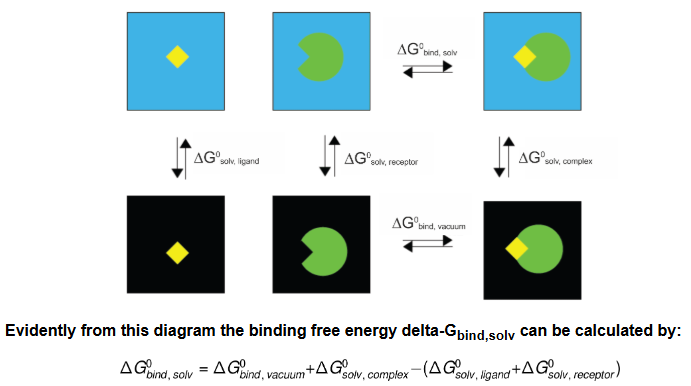 ΔG⁰bind, solv
ΔG⁰solv, ligand ΔG⁰solv, receptor ΔG⁰solv, complex
ΔG⁰bind, vacuum
Evidently from this diagram the binding free energy delta-Gbind,solv can be calculated by:
ΔG⁰bind, solv = ΔG⁰bind, vacuum+ΔG⁰solv, complex−(ΔG⁰solv, ligand+ΔG⁰solv, receptor)